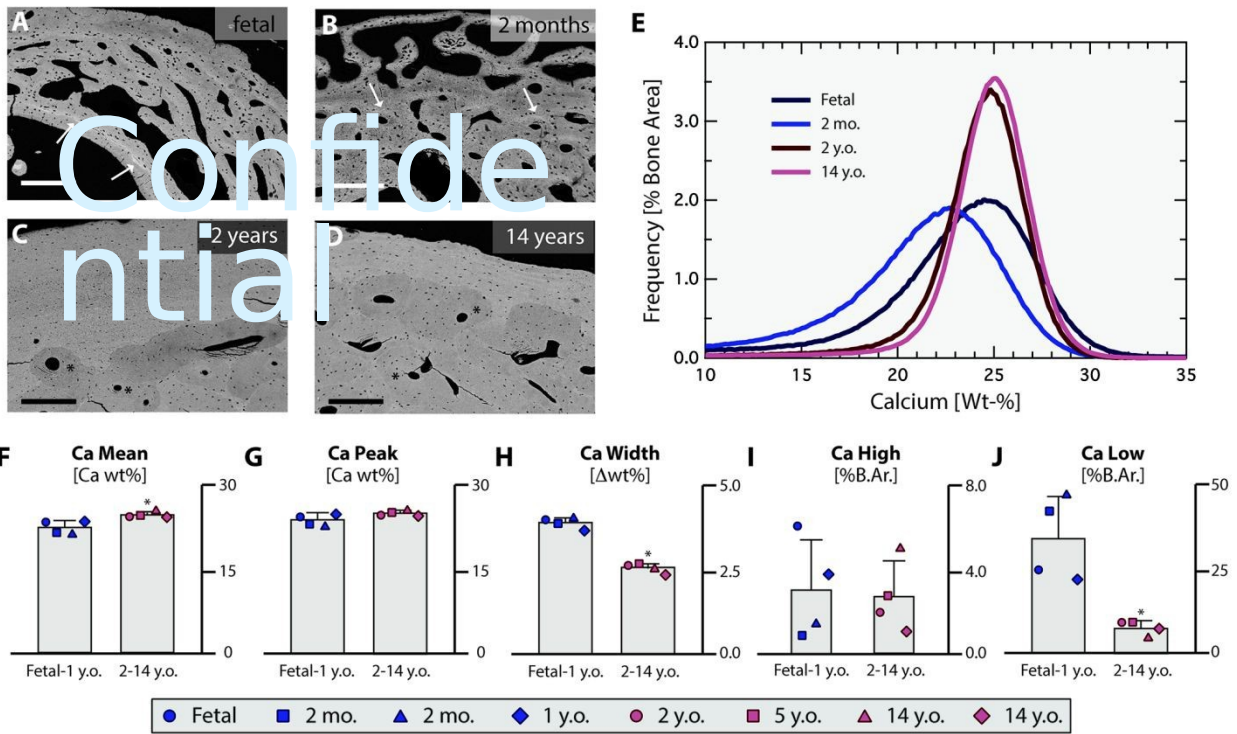 A
fetal
B
2 months
Confide
ntial
C
2 years
D
14 years
*
*
*
*
E
4.0
3.0
2.0
1.0
0.0
Frequency [% Bone Area]
Fetal
2 mo.
2 y.o.
14 y.o.
10 15 20 25 30 35
Calcium [Wt-%]
F
Ca Mean
[Ca wt%]
30
15
0
*
Fetal-1 y.o. 2-14 y.o.
G
Ca Peak
[Ca wt%]
30
15
0
Fetal-1 y.o. 2-14 y.o.
H
Ca Width
[Δwt%]
5.0
2.5
0.0
*
Fetal-1 y.o. 2-14 y.o.
I
Ca High
[%B.Ar.]
8.0
4.0
0.0
Fetal-1 y.o. 2-14 y.o.
J
Ca Low
[%B.Ar.]
50
25
0
*
Fetal-1 y.o. 2-14 y.o.
Fetal 2 mo. 2 mo. 1 y.o. 2 y.o. 5 y.o. 14 y.o. 14 y.o.